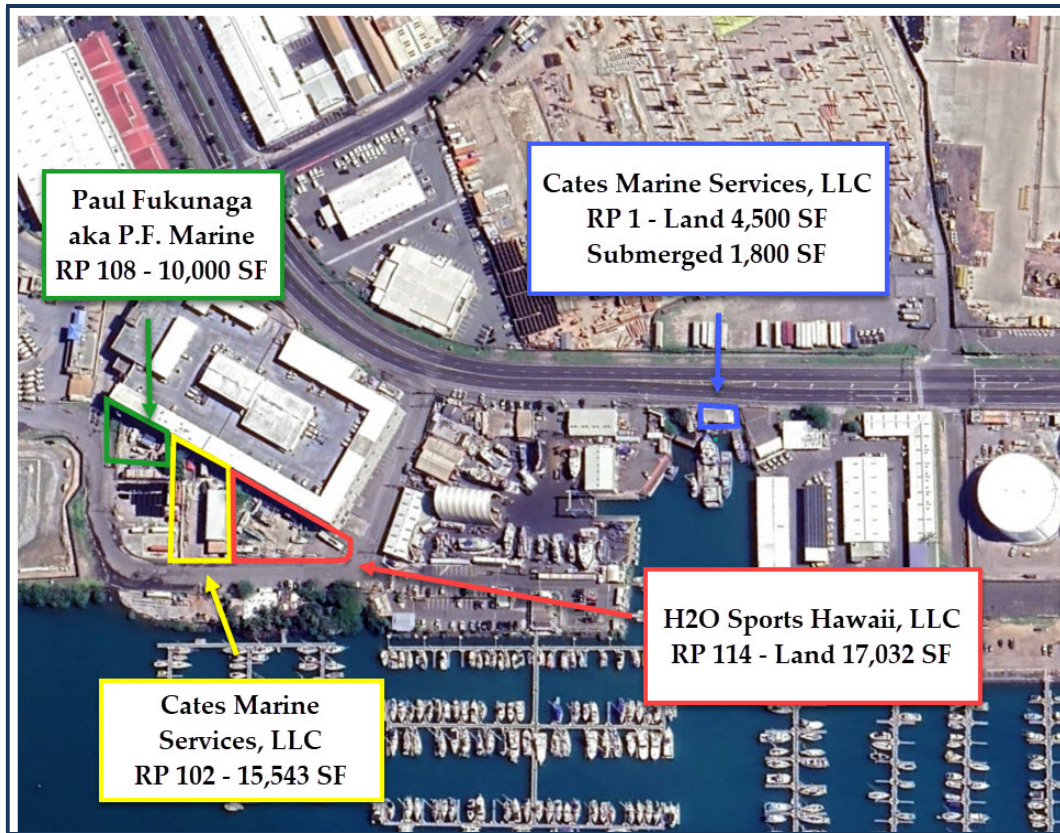 Paul Fukunaga
aka P.F. Marine
RP 108 - 10,000 SF
Cates Marine Services, LLC
RP 1 - Land 4,500 SF
Submerged 1,800 SF
H2O Sports Hawaii, LLC
RP 114 - Land 17,032 SF
Cates Marine
Services, LLC
RP 102 - 15,543 SF